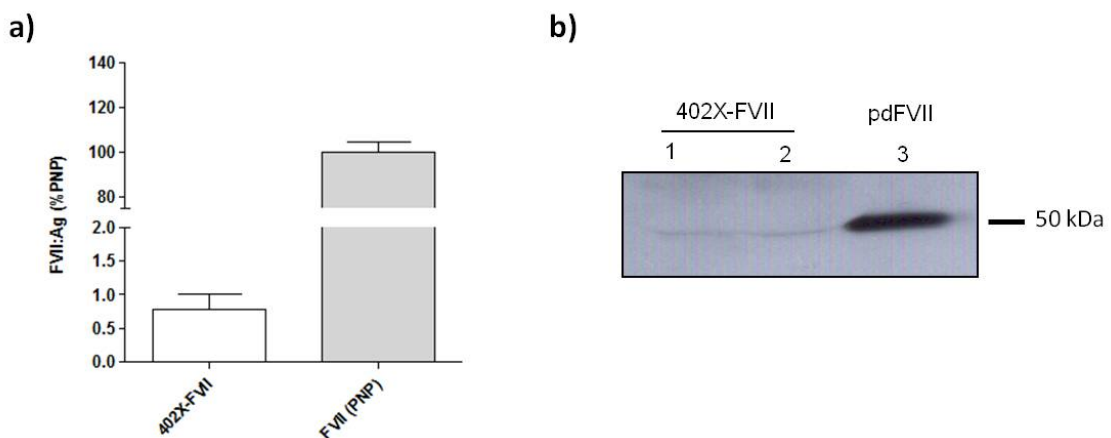 a)
140
120
100
80
2.0
1.5
1.0
0.5
0.0
FVII:Ag (%PNP)
402X-FVII
FVII (PNP)
b)
402X-FVII pdFVII
1 2 3
50 kDa